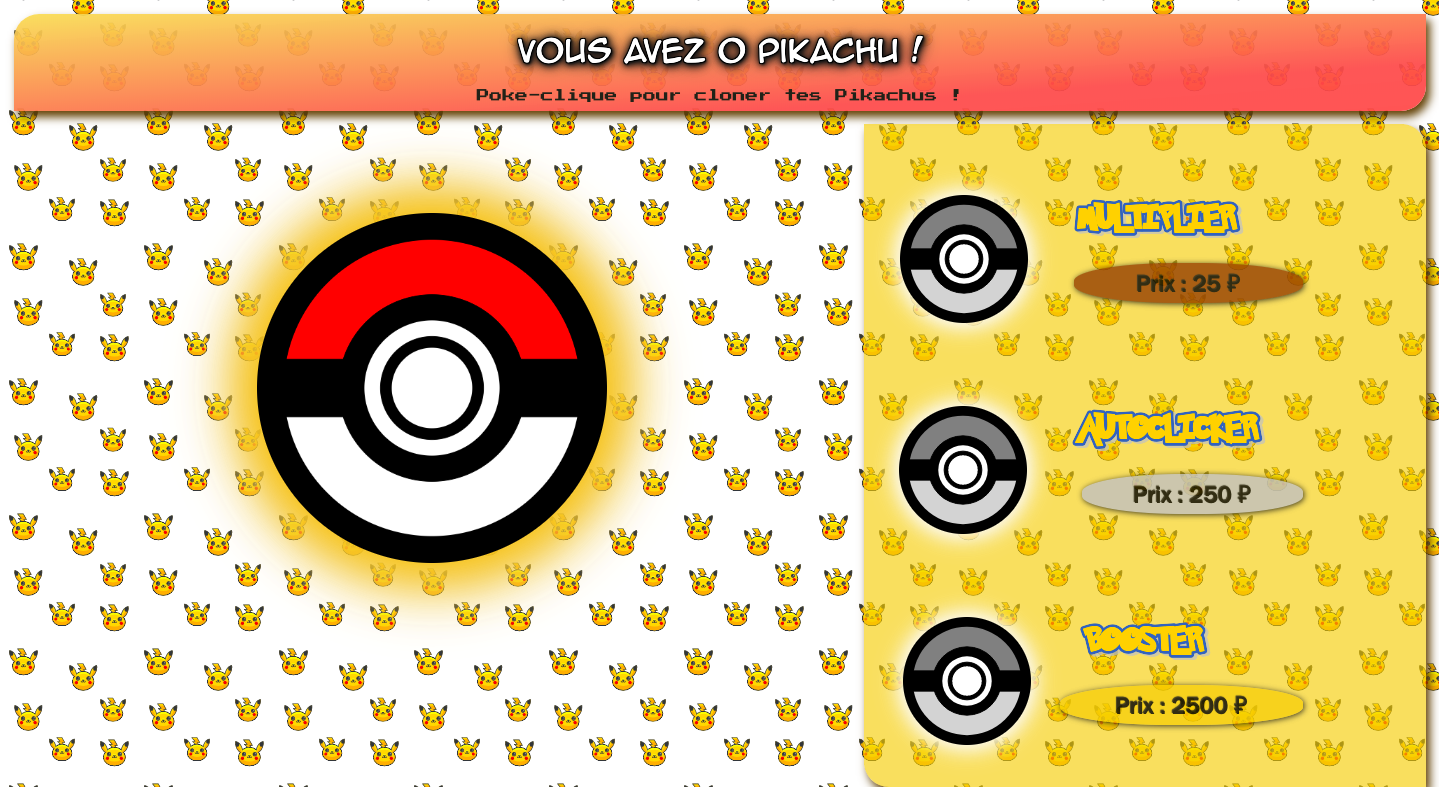 VOUS AVEZ 0 PIKACHU !
Poke-clique pour cloner tes Pikachus !
MULTIPLIER
Prix : 25 ₽
AUTOCLICKER
Prix : 250 ₽
BOOSTER
Prix : 2500 ₽